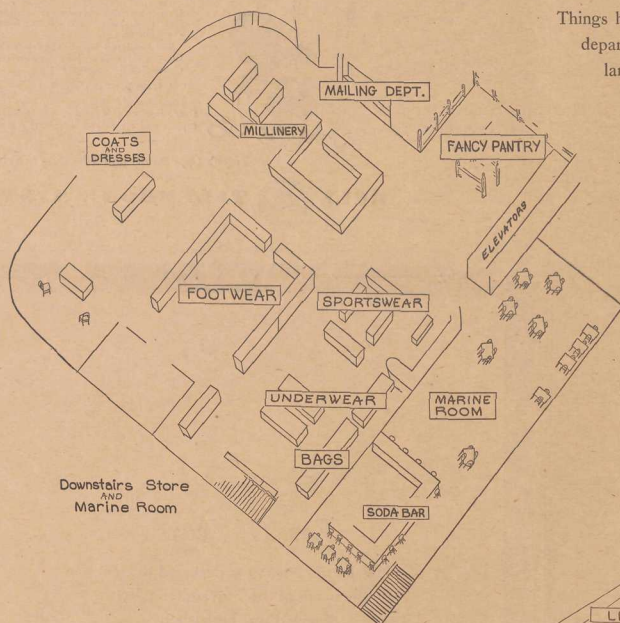 Things h
depar
lar
MAILING DEPT.
MILLINERY
COATS
AND
DRESSES
FANCY PANTRY
ELEVATORS
FOOTWEAR
SPORTSWEAR
UNDERWEAR
MARINE
ROOM
BAGS
SODA BAR
Downstairs Store
AND
Marine Room